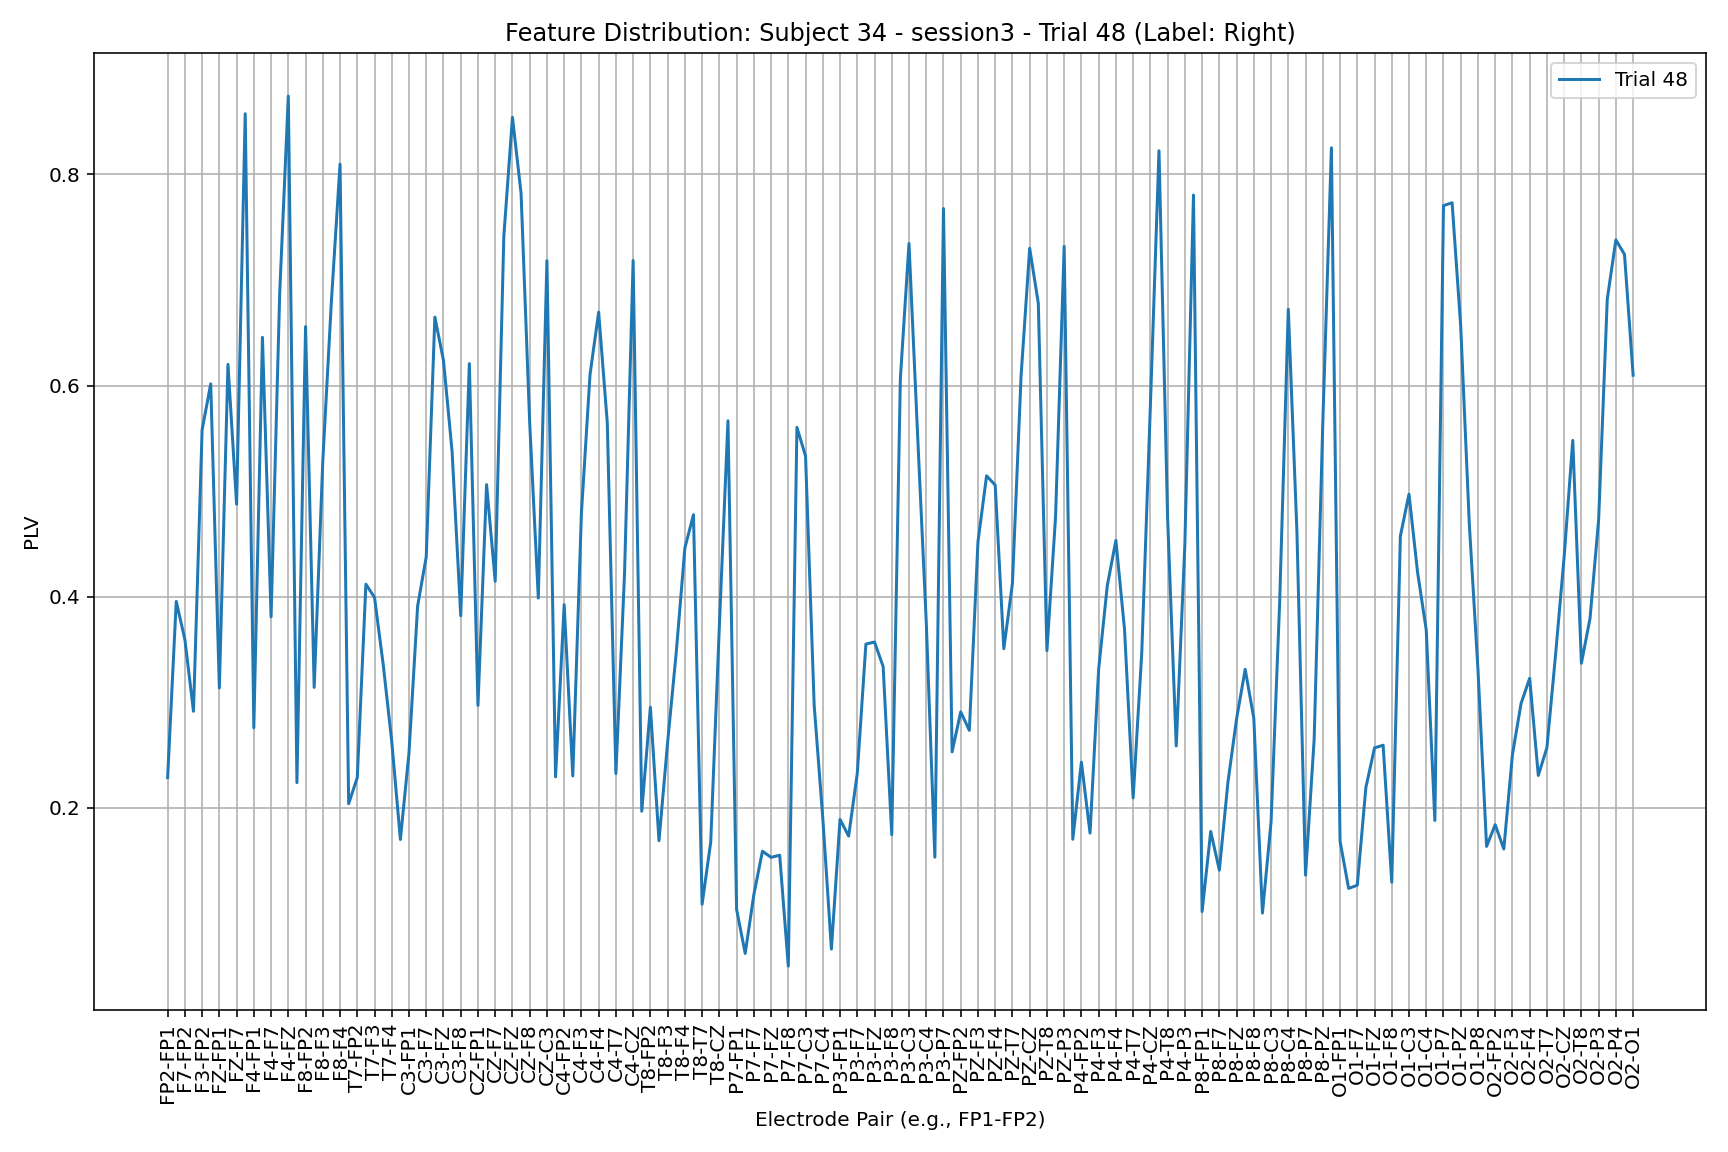 Feature Distribution: Subject 34 - session3 - Trial 48 (Label: Right)
Trial 48
PLV
0.8
0.6
0.4
0.2
FP2-FP1
F7-FP2
F3-FP2
FZ-FP1
FZ-F7
F4-FP1
F4-F7
F4-FZ
F8-FP2
F8-F3
F8-F4
T7-FP2
T7-F3
T7-F4
C3-FP1
C3-F7
C3-FZ
C3-F8
CZ-FP1
CZ-F7
CZ-FZ
CZ-F8
CZ-C3
C4-FP2
C4-F3
C4-F4
C4-T7
C4-CZ
T8-FP2
T8-F3
T8-F4
T8-T7
T8-CZ
P7-FP1
P7-F7
P7-FZ
P7-F8
P7-C3
P7-C4
P3-FP1
P3-F7
P3-FZ
P3-F8
P3-C3
P3-C4
P3-P7
PZ-FP2
PZ-F3
PZ-F4
PZ-T7
PZ-CZ
PZ-T8
PZ-P3
P4-FP2
P4-F3
P4-F4
P4-T7
P4-CZ
P4-T8
P4-P3
P8-FP1
P8-F7
P8-FZ
P8-F8
P8-C3
P8-C4
P8-P7
P8-PZ
O1-FP1
O1-F7
O1-FZ
O1-F8
O1-C3
O1-C4
O1-P7
O1-PZ
O1-P8
O2-FP2
O2-F3
O2-F4
O2-T7
O2-CZ
O2-T8
O2-P3
O2-P4
O2-O1
Electrode Pair (e.g., FP1-FP2)